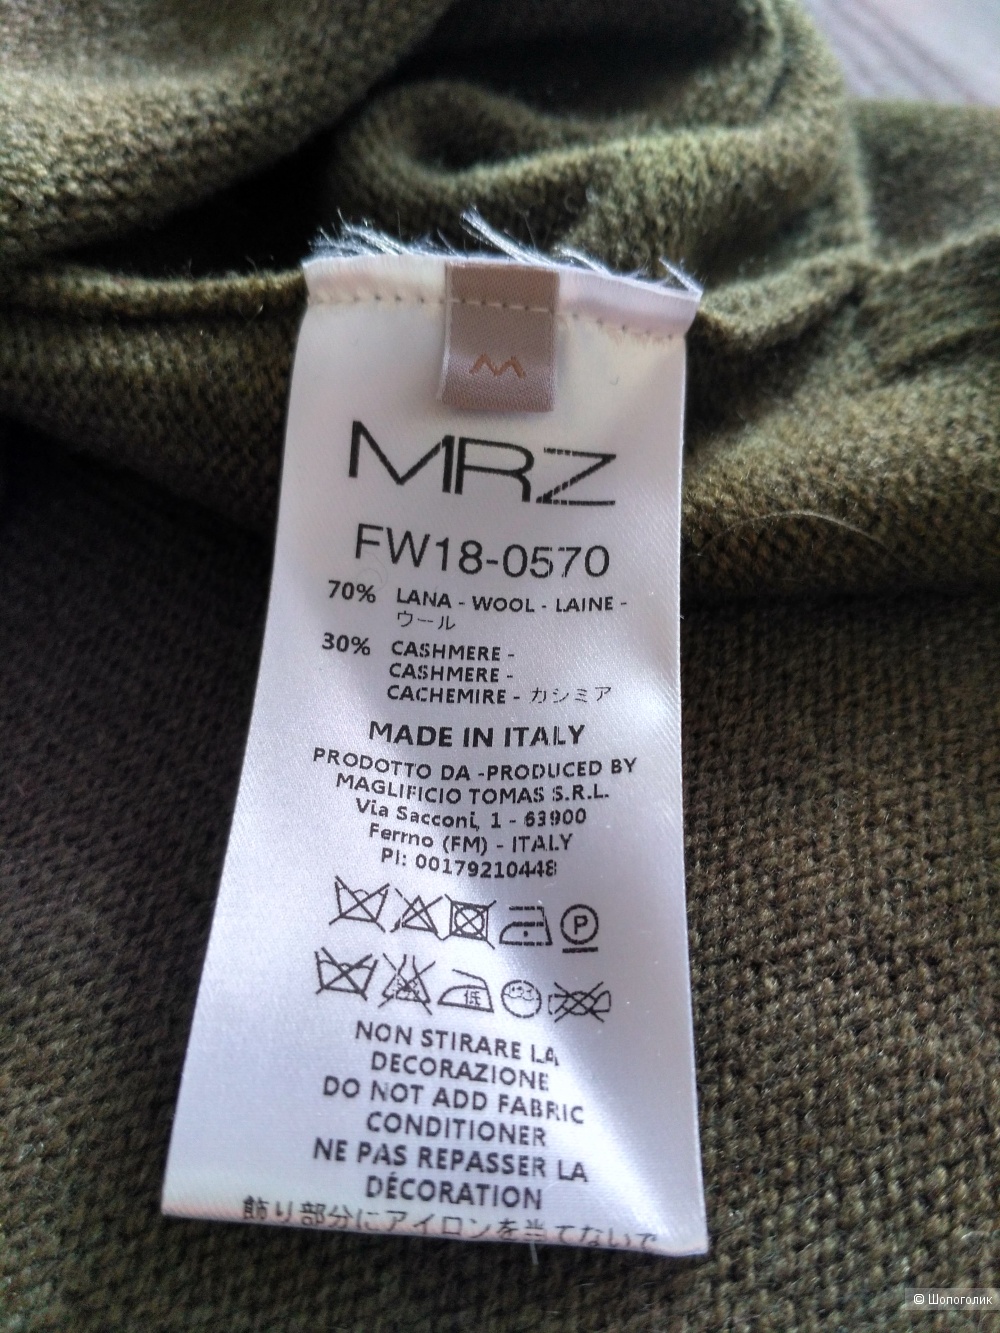 M
MRZ
FW18-0570
70% LANA - WOOL - LAINE -
ウール
30% CASHMERE -
CASHMERE -
CACHEMIRE - カシミア
MADE IN ITALY
PRODOTTO DA -PRODUCED BY
MAGLIFICIO TOMAS S.R.L.
Via Sacconi, 1 - 63900
Fermo (FM) - ITALY
PI: 00179210448
P
低
NON STIRARE LA
DECORAZIONE
DO NOT ADD FABRIC
CONDITIONER
NE PAS REPASSER LA
DÉCORATION
飾り部分にアイロンを当てないで
© Шопоголик